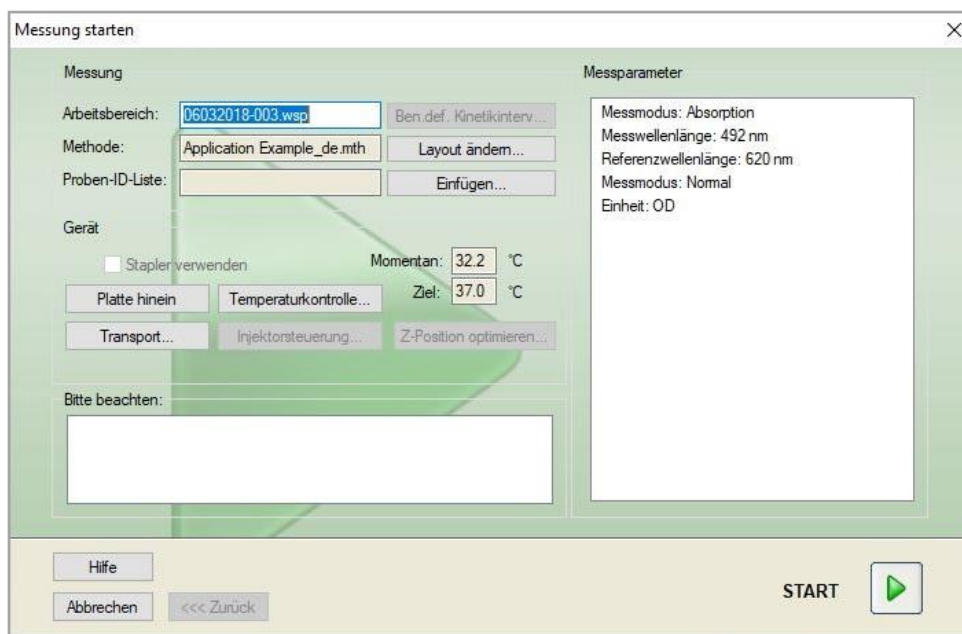 Messung starten
Messung
Arbeitsbereich: 06032018-003.wsp Ben.def. Kinetikinterv...
Methode: Application Example_de.mth Layout ändern...
Proben-ID-Liste: Einfügen...
Gerät
Stapler verwenden Momentan: 32.2 °C
Platte hinein Temperaturkontrolle... Ziel: 37.0 °C
Transport... Injektorsteuerung... Z-Position optimieren...
Bitte beachten:
Messparameter
Messmodus: Absorption
Messwellenlänge: 492 nm
Referenzwellenlänge: 620 nm
Messmodus: Normal
Einheit: OD
Hilfe
Abbrechen <<< Zurück
START